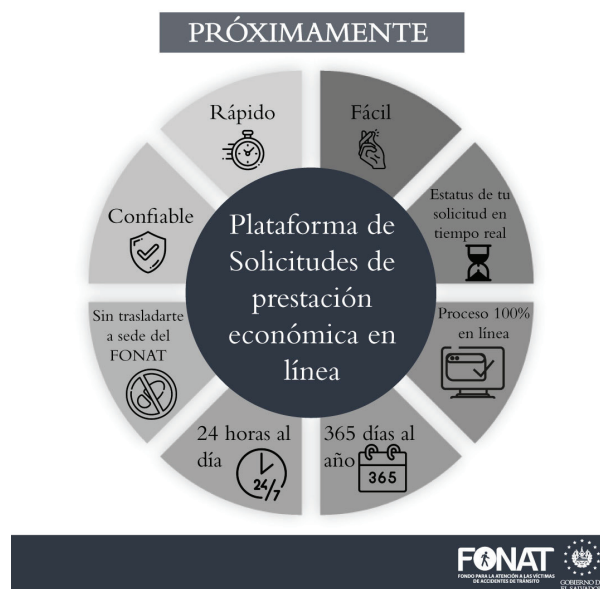 PRÓXIMAMENTE
Rápido
Fácil
Estatus de tu
solicitud en
tiempo real
Proceso 100%
en línea
365 días al
año
365
24 horas al
día
24/7
Sin trasladarte
a sede del
FONAT
Confiable
Plataforma de
Solicitudes de
prestación
económica en
línea
FONAT
FONDO PARA LA ATENCIÓN A LAS VÍCTIMAS
DE ACCIDENTES DE TRÁNSITO
GOBIERNO D
EL SALVADOR